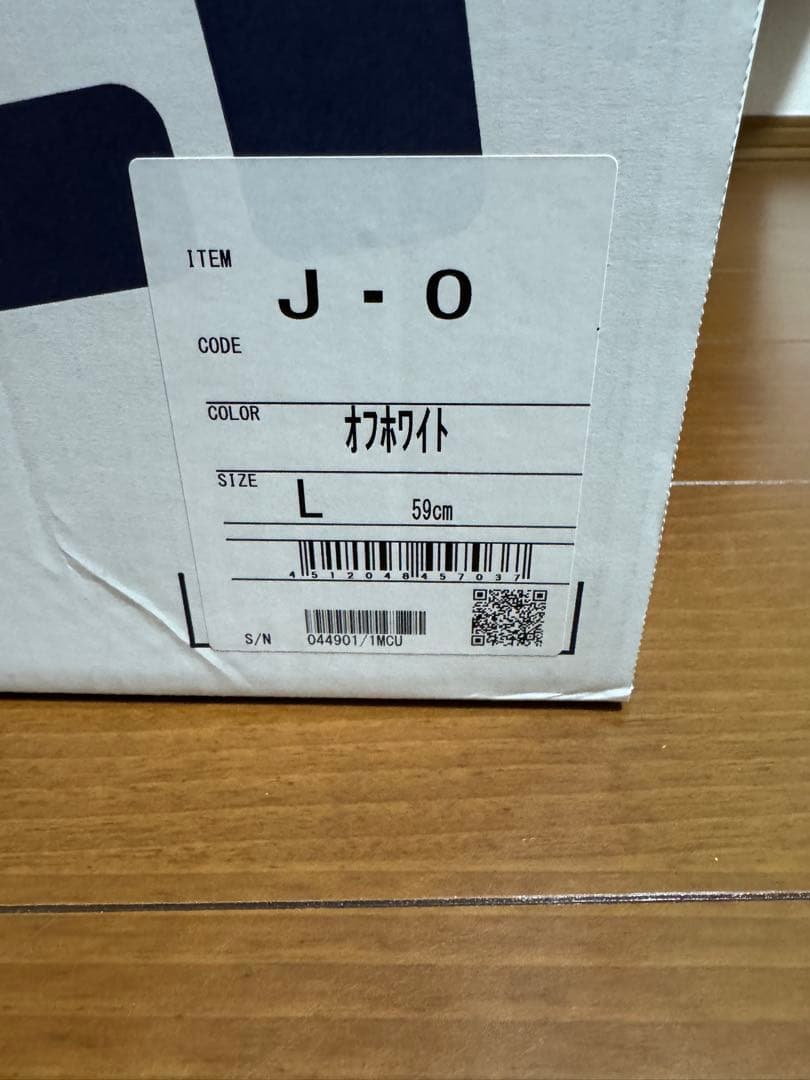 ITEM
J-O
CODE
COLOR オフホワイト
SIZE L 59cm
4512048457037
S/N 044901/1MCU